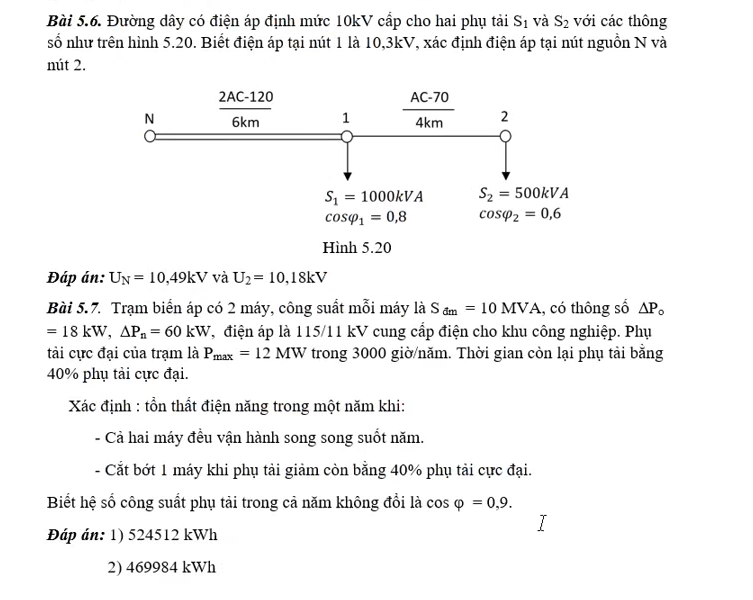 Bài 5.6. Đường dây có điện áp định mức 10kV cấp cho hai phụ tải S₁ và S₂ với các thông
số như trên hình 5.20. Biết điện áp tại nút 1 là 10,3kV, xác định điện áp tại nút nguồn N và
nút 2.
2AC-120
6km
AC-70
4km
N
1
2
S₁ = 1000kVA
cosφ₁ = 0,8
S₂ = 500kVA
cosφ₂ = 0,6
Hình 5.20
Đáp án: U_N = 10,49kV và U₂ = 10,18kV
Bài 5.7. Trạm biến áp có 2 máy, công suất mỗi máy là S đm = 10 MVA, có thông số ΔPₒ
= 18 kW, ΔPₙ = 60 kW, điện áp là 115/11 kV cung cấp điện cho khu công nghiệp. Phụ
tải cực đại của trạm là Pmax = 12 MW trong 3000 giờ/năm. Thời gian còn lại phụ tải bằng
40% phụ tải cực đại.
Xác định : tổn thất điện năng trong một năm khi:
- Cả hai máy đều vận hành song song suốt năm.
- Cắt bớt 1 máy khi phụ tải giảm còn bằng 40% phụ tải cực đại.
Biết hệ số công suất phụ tải trong cả năm không đổi là cos φ = 0,9.
Đáp án: 1) 524512 kWh
2) 469984 kWh